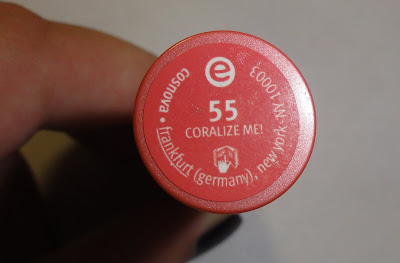 e
55
CORALIZE ME!
cosnova • frankfurt (germany), new york - NY 10003